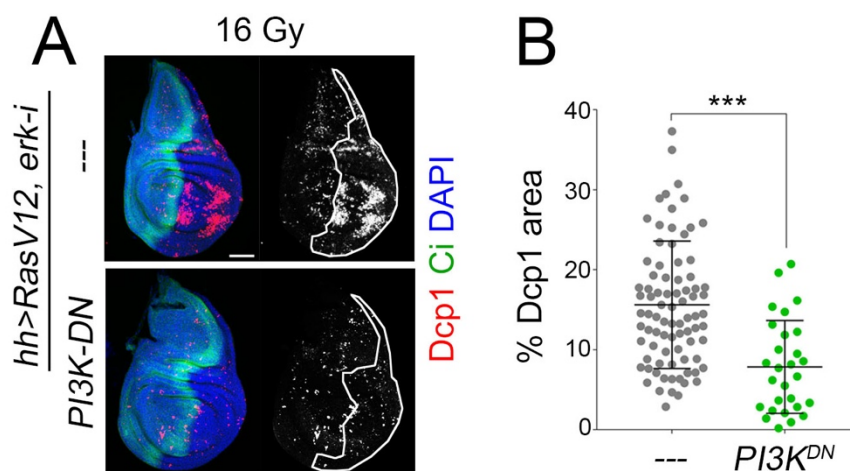 A
16 Gy
hh>RasV12, erk-i
---
PI3K-DN
Dcp1 Ci DAPI
B
***
% Dcp1 area
40
30
20
10
0
---
PI3K^DN